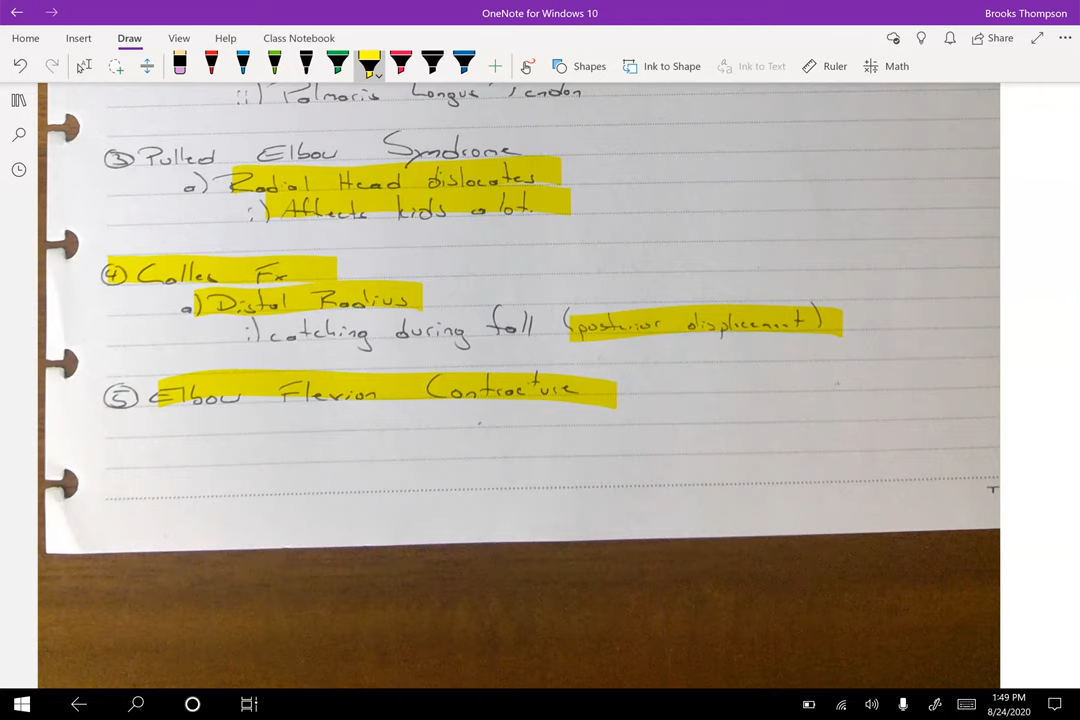 OneNote for Windows 10
Brooks Thompson
Home Insert Draw View Help Class Notebook
Share
Shapes Ink to Shape Ink to Text Ruler Math
ii) Palmaris Longus Tendon
③ Pulled Elbow Syndrome
a) Radial Head dislocates
i) Affects kids a lot.
④ Colles Fx
a) Distal Radius
i) catching during fall (posterior displacement)
⑤ Elbow Flexion Contracture
1:49 PM
8/24/2020